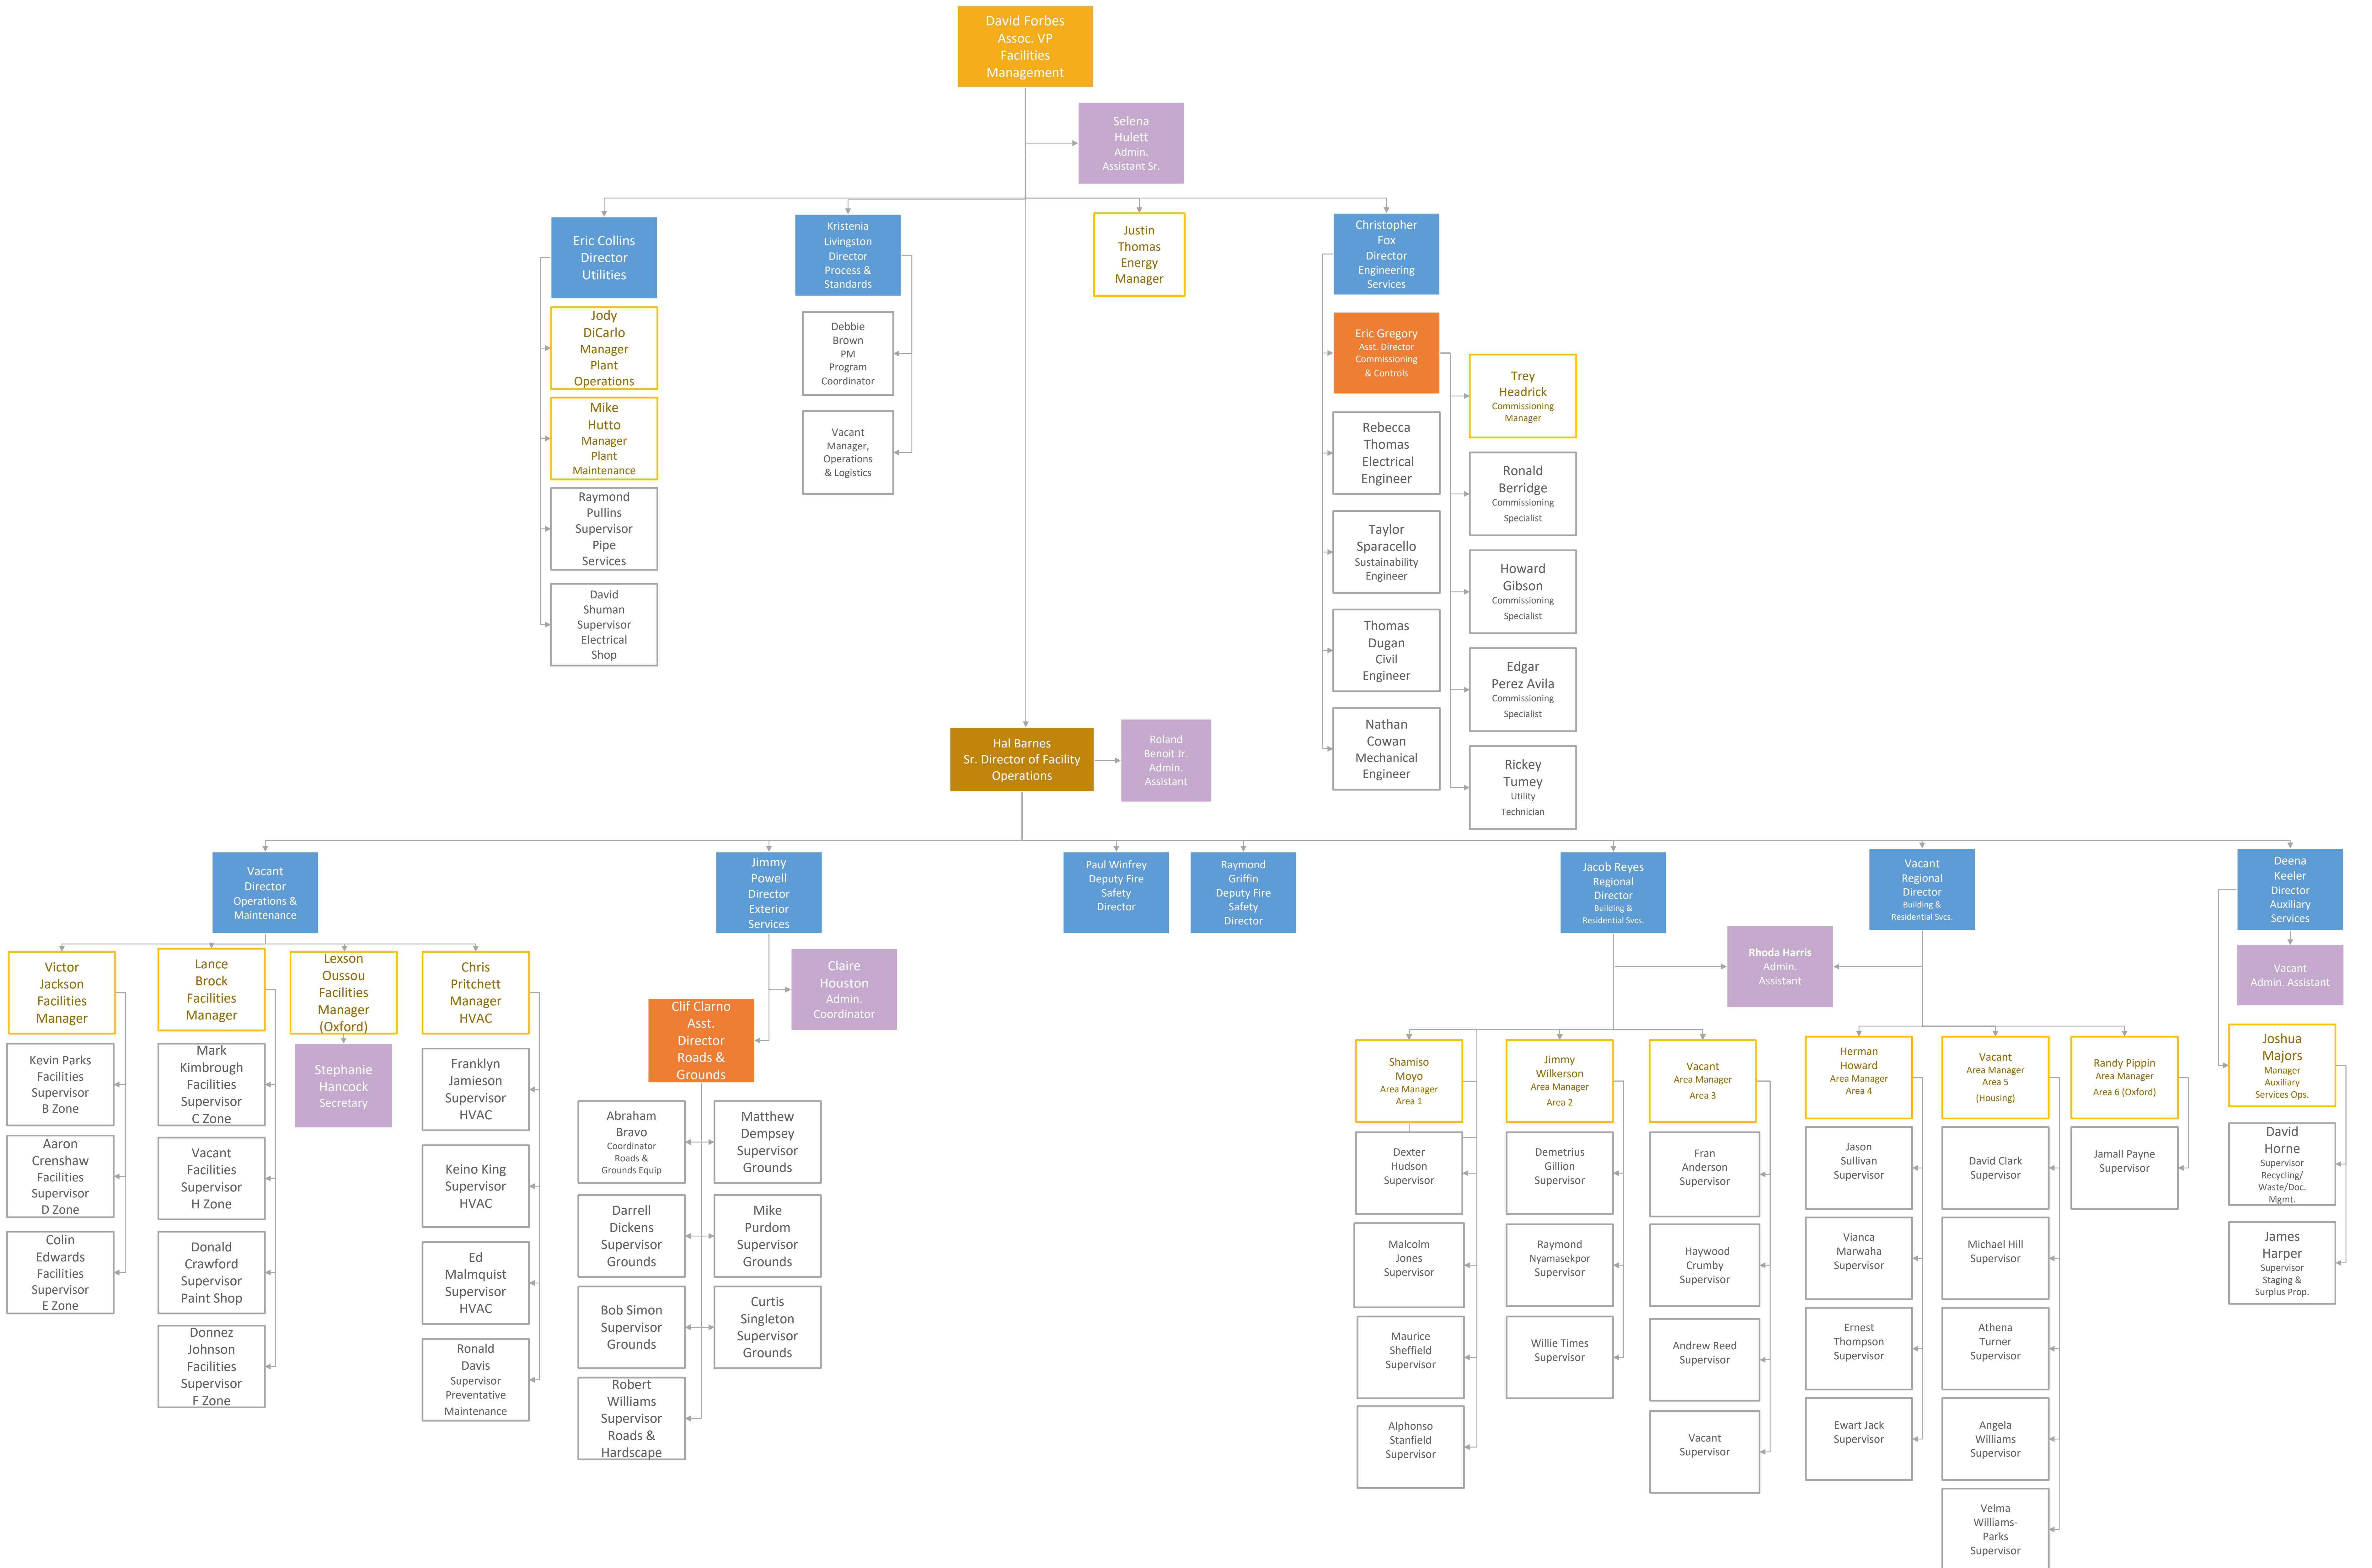 David Forbes
Assoc. VP
Facilities
Management
Selena
Hulett
Admin.
Assistant Sr.
Eric Collins
Director
Utilities
Kristenia
Livingston
Director
Process &
Standards
Justin
Thomas
Energy
Manager
Christopher
Fox
Director
Engineering
Services
Jody
DiCarlo
Manager
Plant
Operations
Mike
Hutto
Manager
Plant
Maintenance
Raymond
Pullins
Supervisor
Pipe
Services
David
Shuman
Supervisor
Electrical
Shop
Debbie
Brown
PM
Program
Coordinator
Vacant
Manager,
Operations
& Logistics
Eric Gregory
Asst. Director
Commissioning
& Controls
Rebecca
Thomas
Electrical
Engineer
Taylor
Sparacello
Sustainability
Engineer
Thomas
Dugan
Civil
Engineer
Nathan
Cowan
Mechanical
Engineer
Trey
Headrick
Commissioning
Manager
Ronald
Berridge
Commissioning
Specialist
Howard
Gibson
Commissioning
Specialist
Edgar
Perez Avila
Commissioning
Specialist
Rickey
Tumey
Utility
Technician
Hal Barnes
Sr. Director of Facility
Operations
Roland
Benoit Jr.
Admin.
Assistant
Vacant
Director
Operations &
Maintenance
Jimmy
Powell
Director
Exterior
Services
Paul Winfrey
Deputy Fire
Safety
Director
Raymond
Griffin
Deputy Fire
Safety
Director
Jacob Reyes
Regional
Director
Building &
Residential Svcs.
Vacant
Regional
Director
Building &
Residential Svcs.
Deena
Keeler
Director
Auxiliary
Services
Victor
Jackson
Facilities
Manager
Kevin Parks
Facilities
Supervisor
B Zone
Aaron
Crenshaw
Facilities
Supervisor
D Zone
Colin
Edwards
Facilities
Supervisor
E Zone
Lance
Brock
Facilities
Manager
Mark
Kimbrough
Facilities
Supervisor
C Zone
Vacant
Facilities
Supervisor
H Zone
Donald
Crawford
Supervisor
Paint Shop
Donnez
Johnson
Facilities
Supervisor
F Zone
Lexson
Oussou
Facilities
Manager
(Oxford)
Stephanie
Hancock
Secretary
Chris
Pritchett
Manager
HVAC
Franklyn
Jamieson
Supervisor
HVAC
Keino King
Supervisor
HVAC
Ed
Malmquist
Supervisor
HVAC
Ronald
Davis
Supervisor
Preventative
Maintenance
Claire
Houston
Admin.
Coordinator
Clif Clarno
Asst.
Director
Roads &
Grounds
Abraham
Bravo
Coordinator
Roads &
Grounds Equip
Darrell
Dickens
Supervisor
Grounds
Bob Simon
Supervisor
Grounds
Robert
Williams
Supervisor
Roads &
Hardscape
Matthew
Dempsey
Supervisor
Grounds
Mike
Purdom
Supervisor
Grounds
Curtis
Singleton
Supervisor
Grounds
Rhoda Harris
Admin.
Assistant
Shamiso
Moyo
Area Manager
Area 1
Dexter
Hudson
Supervisor
Malcolm
Jones
Supervisor
Maurice
Sheffield
Supervisor
Alphonso
Stanfield
Supervisor
Jimmy
Wilkerson
Area Manager
Area 2
Demetrius
Gillion
Supervisor
Raymond
Nyamasekpor
Supervisor
Willie Times
Supervisor
Vacant
Area Manager
Area 3
Fran
Anderson
Supervisor
Haywood
Crumby
Supervisor
Andrew Reed
Supervisor
Vacant
Supervisor
Herman
Howard
Area Manager
Area 4
Jason
Sullivan
Supervisor
Vianca
Marwaha
Supervisor
Ernest
Thompson
Supervisor
Ewart Jack
Supervisor
Vacant
Area Manager
Area 5
(Housing)
David Clark
Supervisor
Michael Hill
Supervisor
Athena
Turner
Supervisor
Angela
Williams
Supervisor
Velma
Williams-
Parks
Supervisor
Randy Pippin
Area Manager
Area 6 (Oxford)
Jamall Payne
Supervisor
Vacant
Admin. Assistant
Joshua
Majors
Manager
Auxiliary
Services Ops.
David
Horne
Supervisor
Recycling/
Waste/Doc.
Mgmt.
James
Harper
Supervisor
Staging &
Surplus Prop.